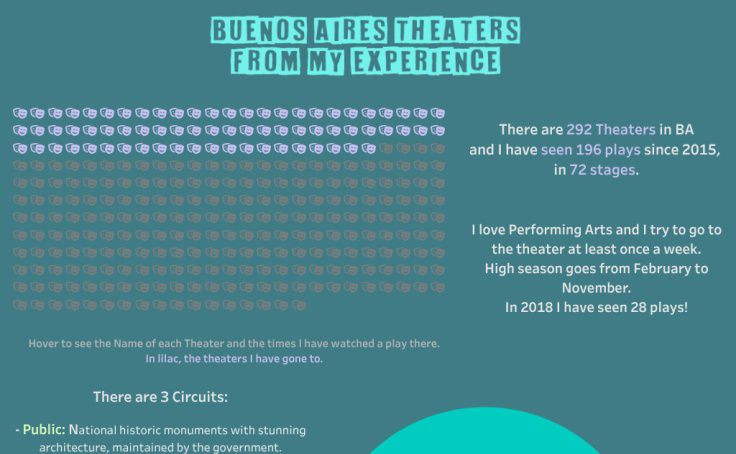 BUENOS AIRES THEATERS
FROM MY EXPERIENCE
There are 292 Theaters in BA
and I have seen 196 plays since 2015,
in 72 stages.
I love Performing Arts and I try to go to
the theater at least once a week.
High season goes from February to
November.
In 2018 I have seen 28 plays!
Hover to see the Name of each Theater and the times I have watched a play there.
In lilac, the theaters I have gone to.
There are 3 Circuits:
- Public: National historic monuments with stunning
architecture, maintained by the government.